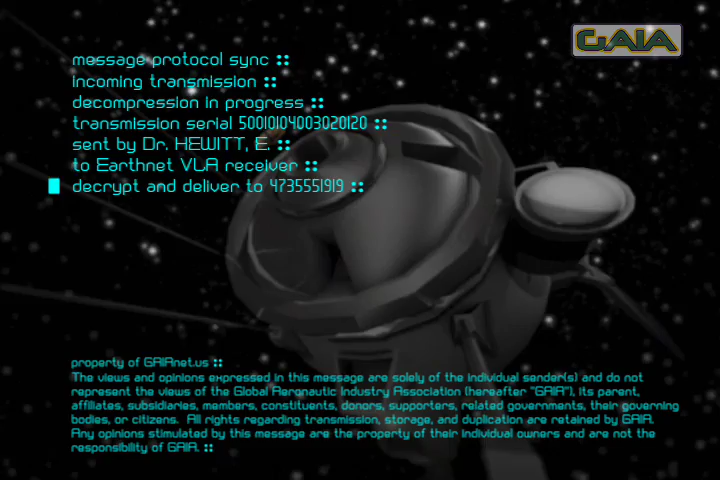 GAIA
message protocol sync ::
incoming transmission ::
decompression in progress ::
transmission serial 50010104003020120 ::
sent by Dr. HEWITT, E. ::
to Earthnet VLA receiver ::
decrypt and deliver to 4735551919 ::
property of GAIAnet.us ::
The views and opinions expressed in this message are solely of the individual sender(s) and do not
represent the views of the Global Aeronautic Industry Association (hereafter "GAIA"), its parent,
affiliates, subsidiaries, members, constituents, donors, supporters, related governments, their governing
bodies, or citizens.  All rights regarding transmission, storage, and duplication are retained by GAIA.
Any opinions stimulated by this message are the property of their individual owners and are not the
responsibility of GAIA. ::